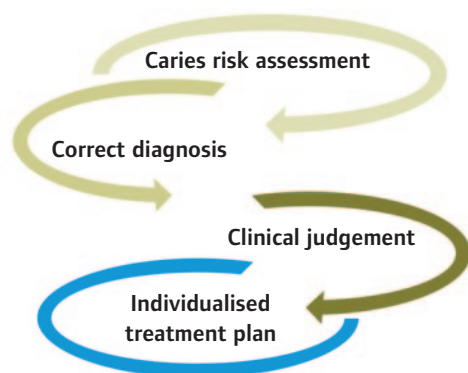 Caries risk assessment
Correct diagnosis
Clinical judgement
Individualised
treatment plan